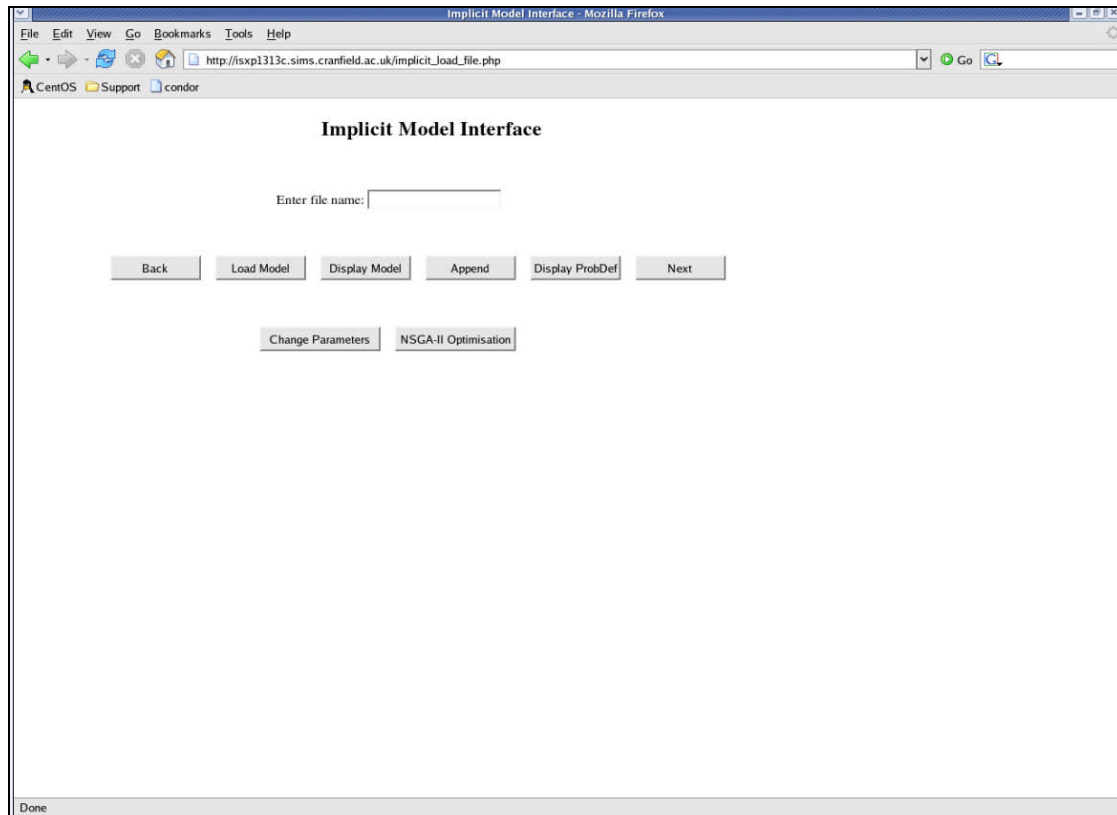 Implicit Model Interface - Mozilla Firefox
File Edit View Go Bookmarks Tools Help
http://isxp1313c.sims.cranfield.ac.uk/implicit_load_file.php Go G
CentOS Support condor
Implicit Model Interface
Enter file name:
Back Load Model Display Model Append Display ProbDef Next
Change Parameters NSGA-II Optimisation
Done